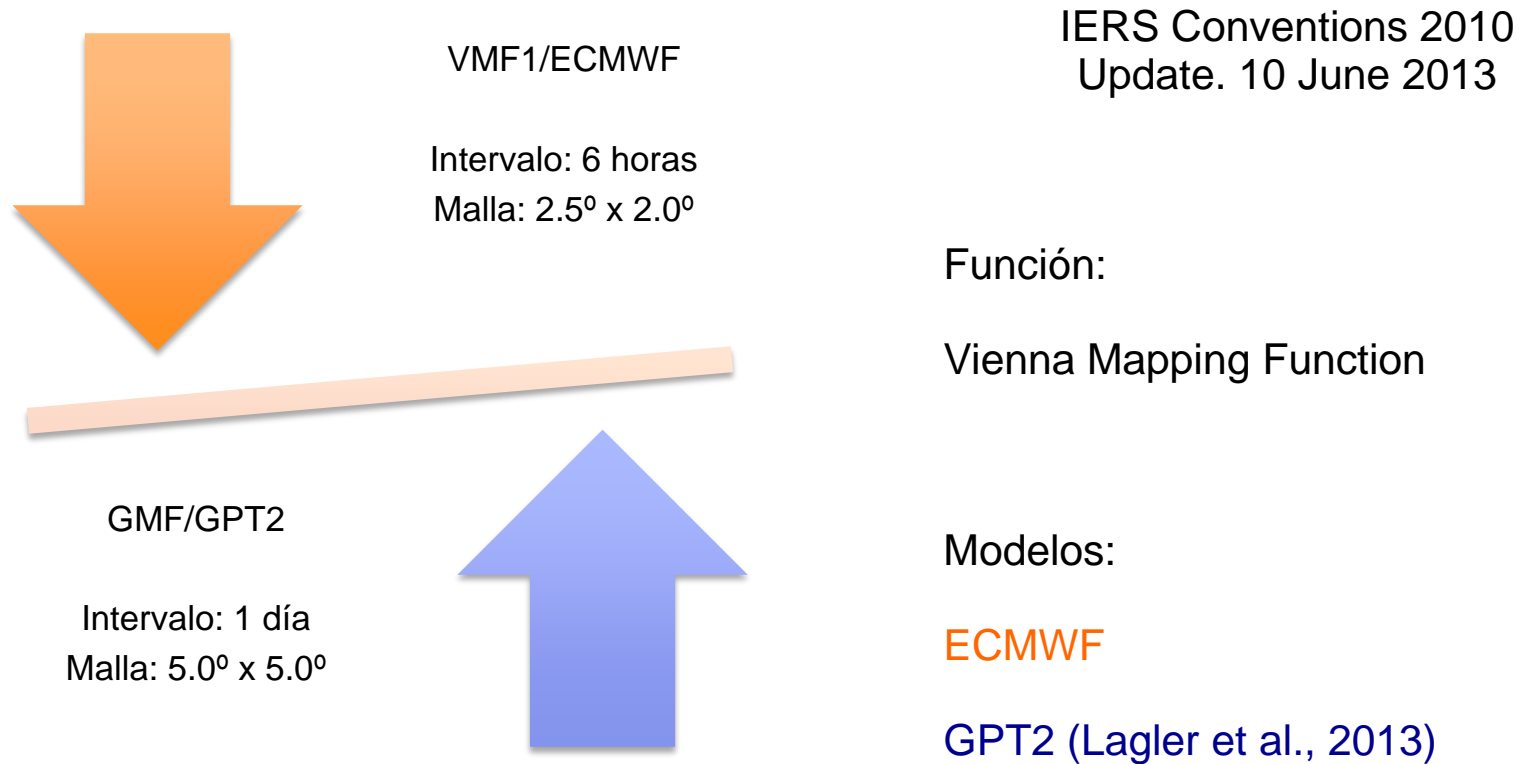 VMF1/ECMWF
Intervalo: 6 horas
Malla: 2.5º x 2.0º
GMF/GPT2
Intervalo: 1 día
Malla: 5.0º x 5.0º
IERS Conventions 2010
Update. 10 June 2013
Función:
Vienna Mapping Function
Modelos:
ECMWF
GPT2 (Lagler et al., 2013)